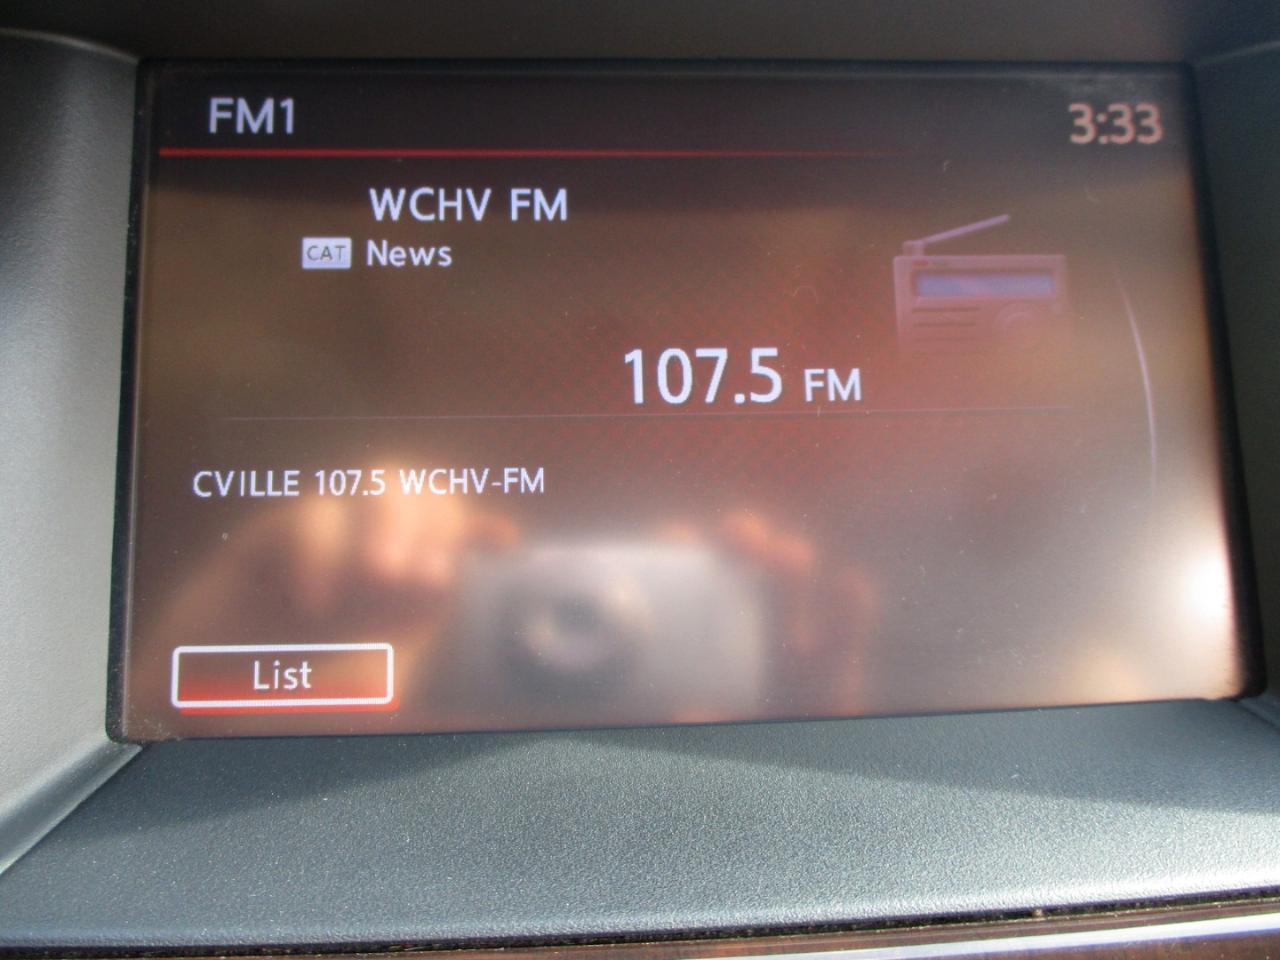 FM1 3:33
WCHV FM
CAT News
107.5 FM
CVILLE 107.5 WCHV-FM
List